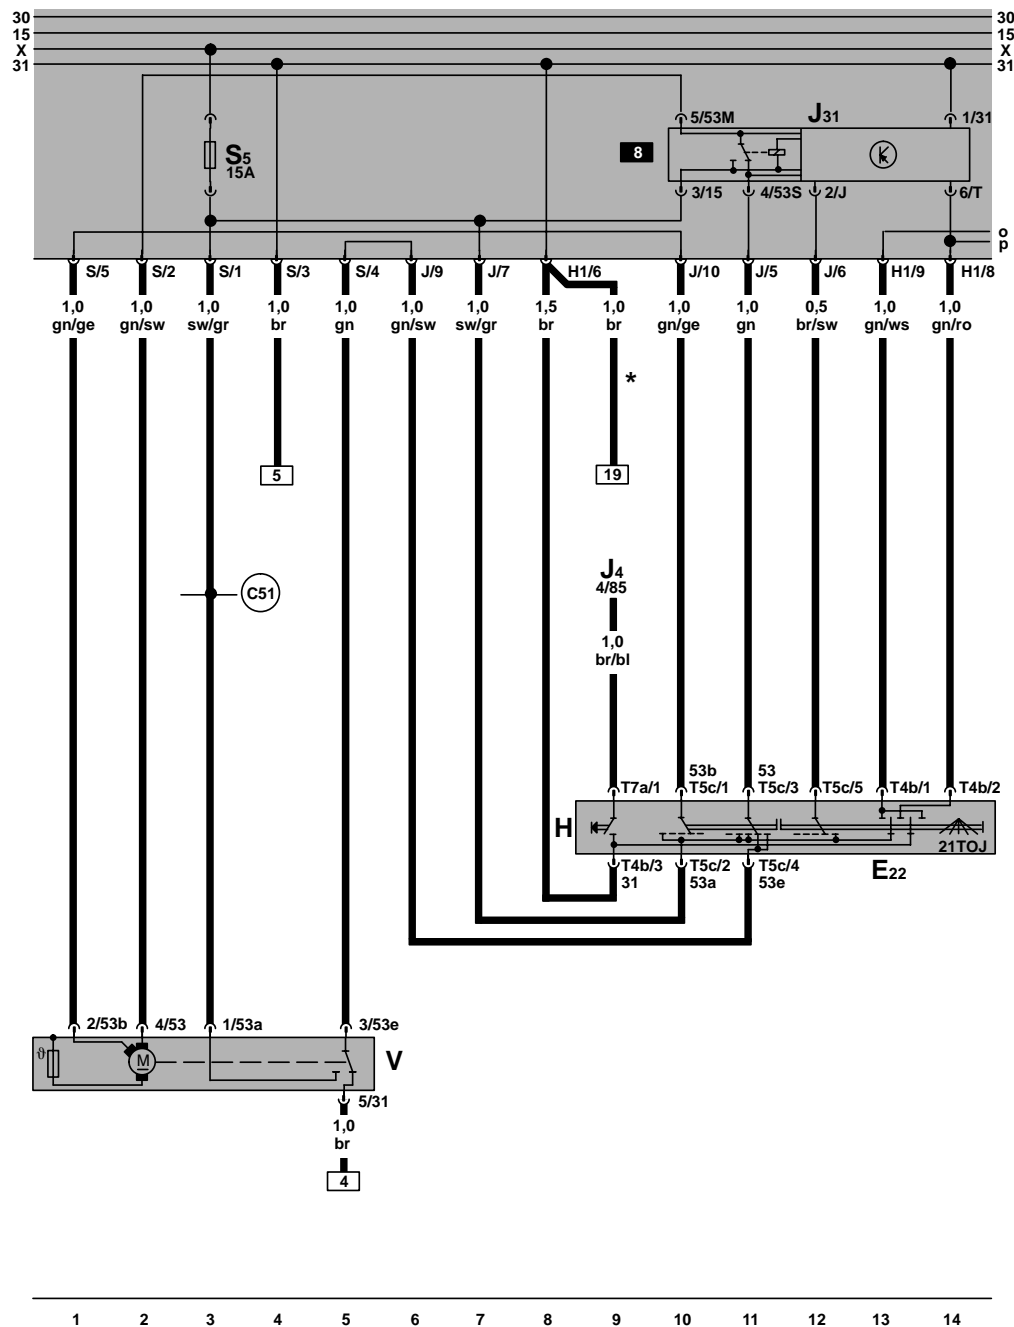 30 30
15 15
X X
31 31
5/53M J31 1/31
8
S5
15A
3/15 4/53S 2/J 6/T
o
p
S/5 S/2 S/1 S/3 S/4 J/9 J/7 H1/6 J/10 J/5 J/6 H1/9 H1/8
1,0 1,0 1,0 1,0 1,0 1,0 1,0 1,5 1,0 1,0 1,0 0,5 1,0 1,0
gn/ge gn/sw sw/gr br gn gn/sw sw/gr br br gn/ge gn br/sw gn/ws gn/ro
*
5 19
J4
4/85
C51
1,0
br/bl
53b 53
T7a/1 T5c/1 T5c/3 T5c/5 T4b/1 T4b/2
H
21TOJ
T4b/3 T5c/2 T5c/4 E22
31 53a 53e
2/53b 4/53 1/53a 3/53e
ϑ M V
5/31
1,0
br
4
1 2 3 4 5 6 7 8 9 10 11 12 13 14